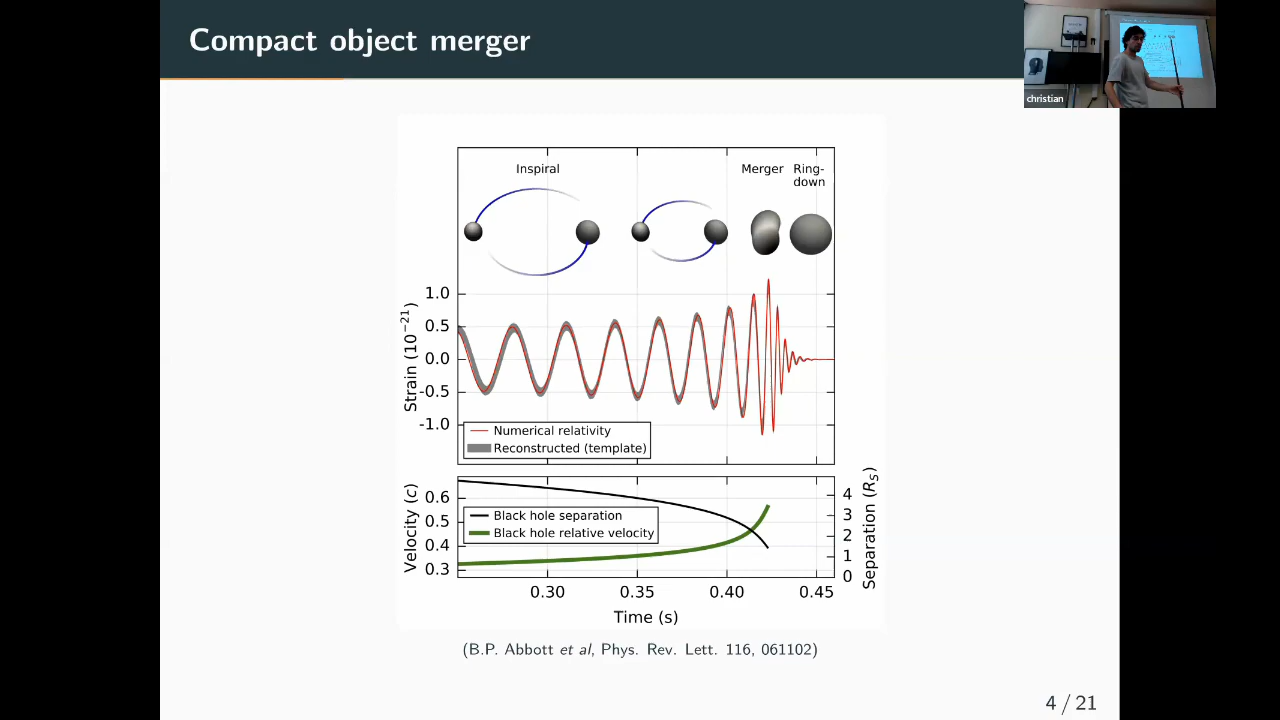 Compact object merger
christian
Inspiral
Merger
Ring-
down
1.0
0.5
0.0
-0.5
-1.0
Strain (10⁻²¹)
Numerical relativity
Reconstructed (template)
0.6
0.5
0.4
0.3
Velocity (c)
Black hole separation
Black hole relative velocity
4
3
2
1
0
Separation (R_S)
0.30 0.35 0.40 0.45
Time (s)
(B.P. Abbott et al, Phys. Rev. Lett. 116, 061102)
4 / 21